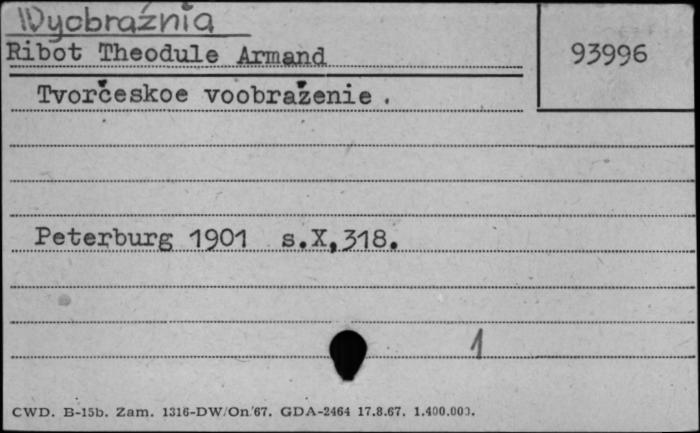 Wyobraźnia
Ribot Theodule Armand
93996
Tvorčeskoe voobraženie.
Peterburg 1901 s.X,318.
1
CWD. B-15b. Zam. 1316-DW/On/67. GDA-2464 17.8.67. 1.400.000.